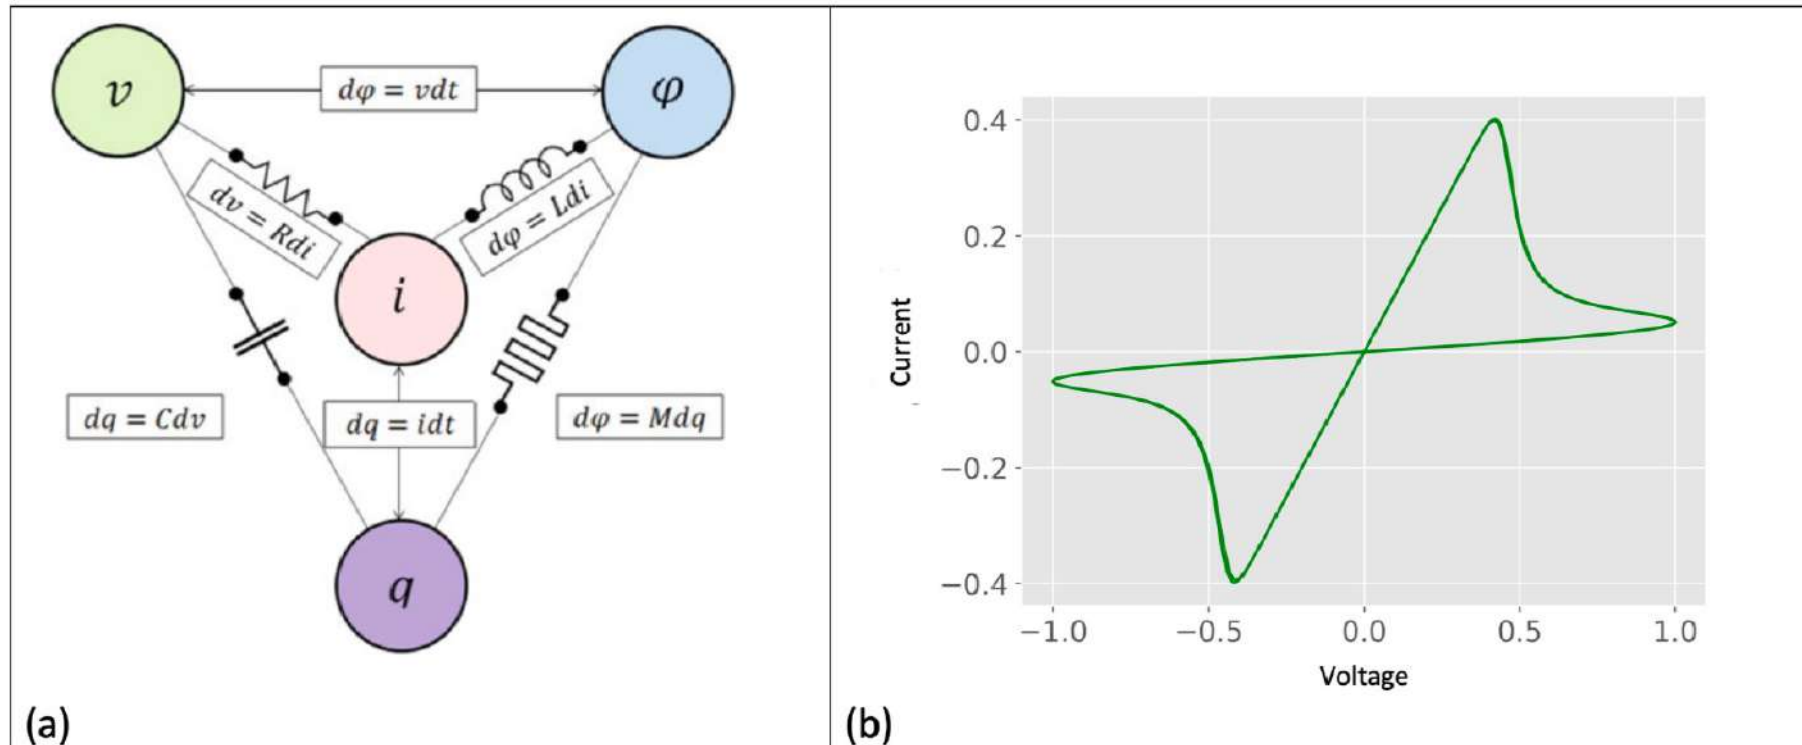 v
dφ = vdt
φ
dv = Rdi
dφ = Ldi
i
dq = Cdv
dq = idt
dφ = Mdq
q
(a)
0.4
0.2
0.0
−0.2
−0.4
Current
−1.0
−0.5
0.0
0.5
1.0
Voltage
(b)